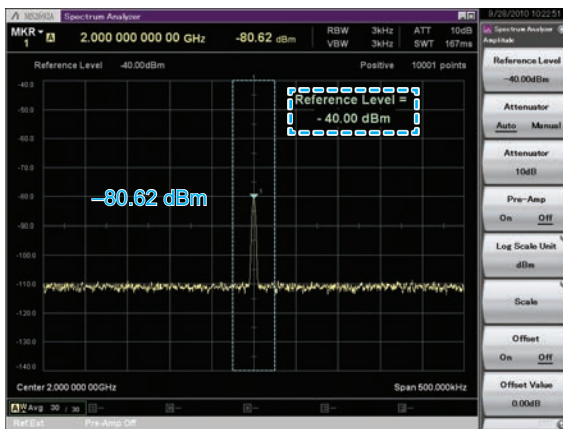 MS2692A Spectrum Analyzer
9/28/2010 10:22:51
MKR 1 A 2.000 000 000 00 GHz -80.62 dBm RBW 3kHz ATT 10dB
VBW 3kHz SWT 167ms
Reference Level -40.00dBm Positive 10001 points
Reference Level =
- 40.00 dBm
–80.62 dBm
1
-40.0
-50.0
-60.0
-70.0
-80.0
-90.0
-100.0
-110.0
-120.0
-130.0
-140.0
Center 2.000 000 00GHz Span 500.000kHz
A W Avg 30 / 30
Ref.Ext Pre-Amp Off
Spectrum Analyzer
Amplitude
Reference Level
-40.00dBm
Attenuator
Auto Manual
Attenuator
10dB
Pre-Amp
On Off
Log Scale Unit
dBm
Scale
Offset
On Off
Offset Value
0.00dB